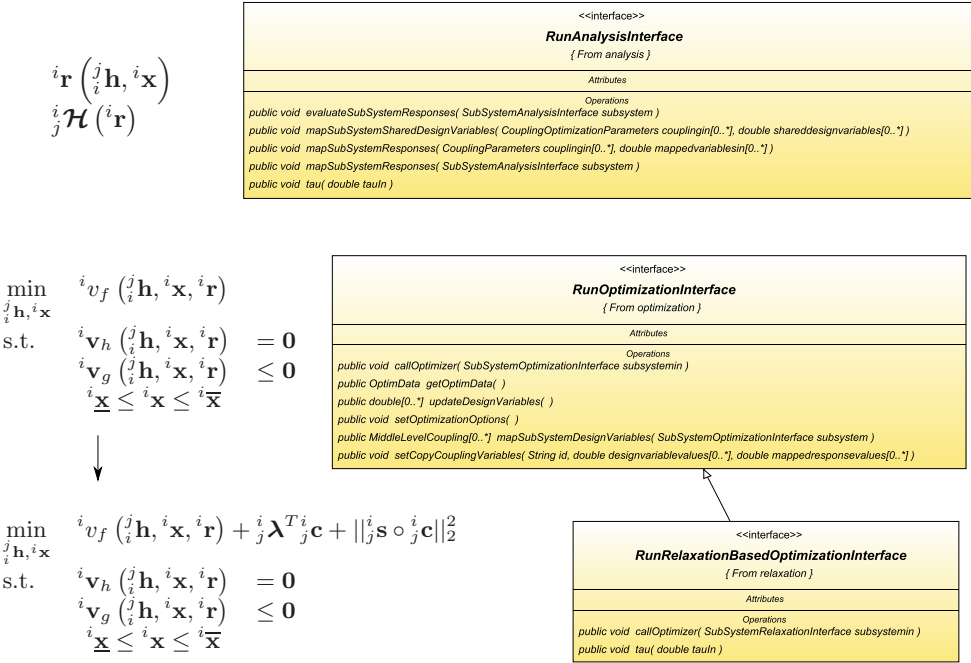 ⁱr (ʲᵢh, ⁱx)
ⁱⱼℋ (ⁱr)
<<interface>>
RunAnalysisInterface
{ From analysis }
Attributes
Operations
public void evaluateSubSystemResponses( SubSystemAnalysisInterface subsystem )
public void mapSubSystemSharedDesignVariables( CouplingOptimizationParameters couplingin[0..*], double shareddesignvariables[0..*] )
public void mapSubSystemResponses( CouplingParameters couplingin[0..*], double mappedvariablesin[0..*] )
public void mapSubSystemResponses( SubSystemAnalysisInterface subsystem )
public void tau( double tauIn )
min ⁱv_f (ʲᵢh, ⁱx, ⁱr)
ʲᵢh, ⁱx
s.t. ⁱv_h (ʲᵢh, ⁱx, ⁱr) = 0
ⁱv_g (ʲᵢh, ⁱx, ⁱr) ≤ 0
ⁱx̲ ≤ ⁱx ≤ ⁱx̅
<<interface>>
RunOptimizationInterface
{ From optimization }
Attributes
Operations
public void callOptimizer( SubSystemOptimizationInterface subsystemin )
public OptimData getOptimData( )
public double[0..*] updateDesignVariables( )
public void setOptimizationOptions( )
public MiddleLevelCoupling[0..*] mapSubSystemDesignVariables( SubSystemOptimizationInterface subsystem )
public void setCopyCouplingVariables( String id, double designvariablevalues[0..*], double mappedresponsevalues[0..*] )
min ⁱv_f (ʲᵢh, ⁱx, ⁱr) + ⁱⱼλᵀ ⁱⱼc + ||ⁱⱼs ∘ ⁱⱼc||₂²
ʲᵢh, ⁱx
s.t. ⁱv_h (ʲᵢh, ⁱx, ⁱr) = 0
ⁱv_g (ʲᵢh, ⁱx, ⁱr) ≤ 0
ⁱx̲ ≤ ⁱx ≤ ⁱx̅
<<interface>>
RunRelaxationBasedOptimizationInterface
{ From relaxation }
Attributes
Operations
public void callOptimizer( SubSystemRelaxationInterface subsystemin )
public void tau( double tauIn )